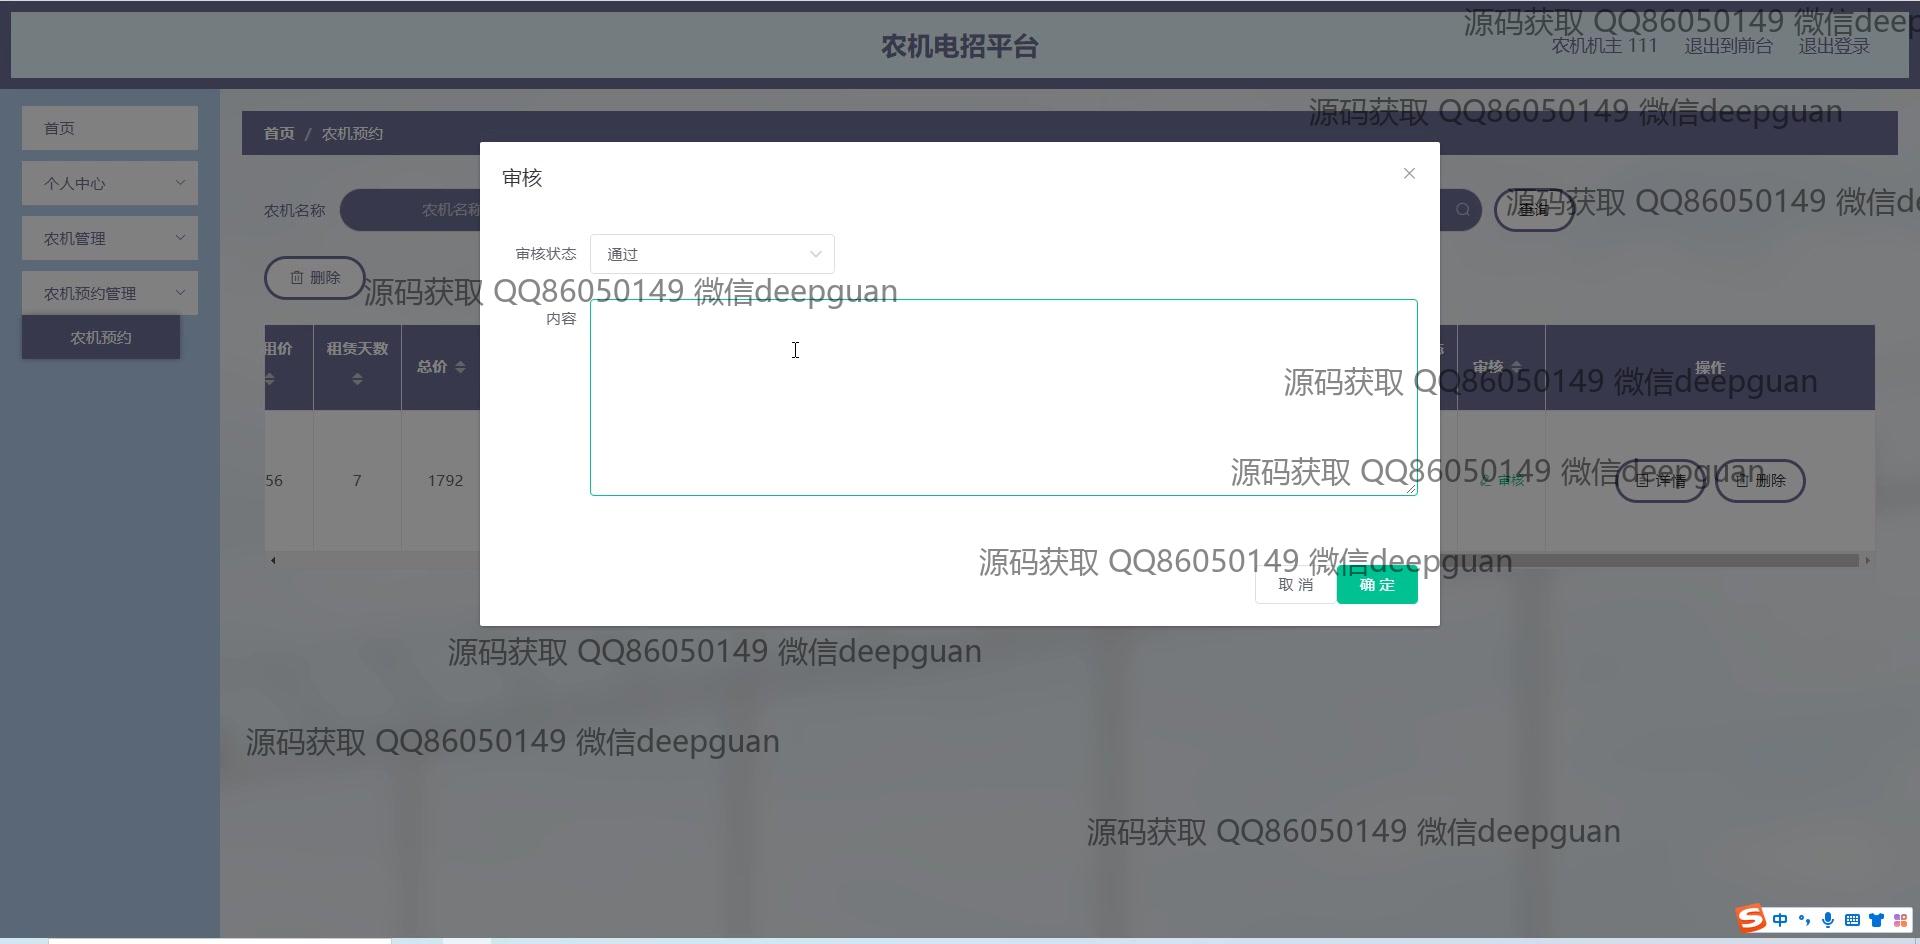 源码获取 QQ86050149 微信deep
农机电招平台
农机机主 111 退出到前台 退出登录
首页
源码获取 QQ86050149 微信deepguan
首页 / 农机预约
审核
个人中心
农机名称 农机名称
查询
源码获取 QQ86050149 微信de
农机管理
审核状态 通过
删除
源码获取 QQ86050149 微信deepguan
农机预约管理
内容
农机预约
租价 租赁天数 总价 审核 操作
源码获取 QQ86050149 微信deepguan
源码获取 QQ86050149 微信deepguan
56 7 1792 审核 详情 删除
源码获取 QQ86050149 微信deepguan
取 消 确 定
源码获取 QQ86050149 微信deepguan
源码获取 QQ86050149 微信deepguan
源码获取 QQ86050149 微信deepguan
S 中